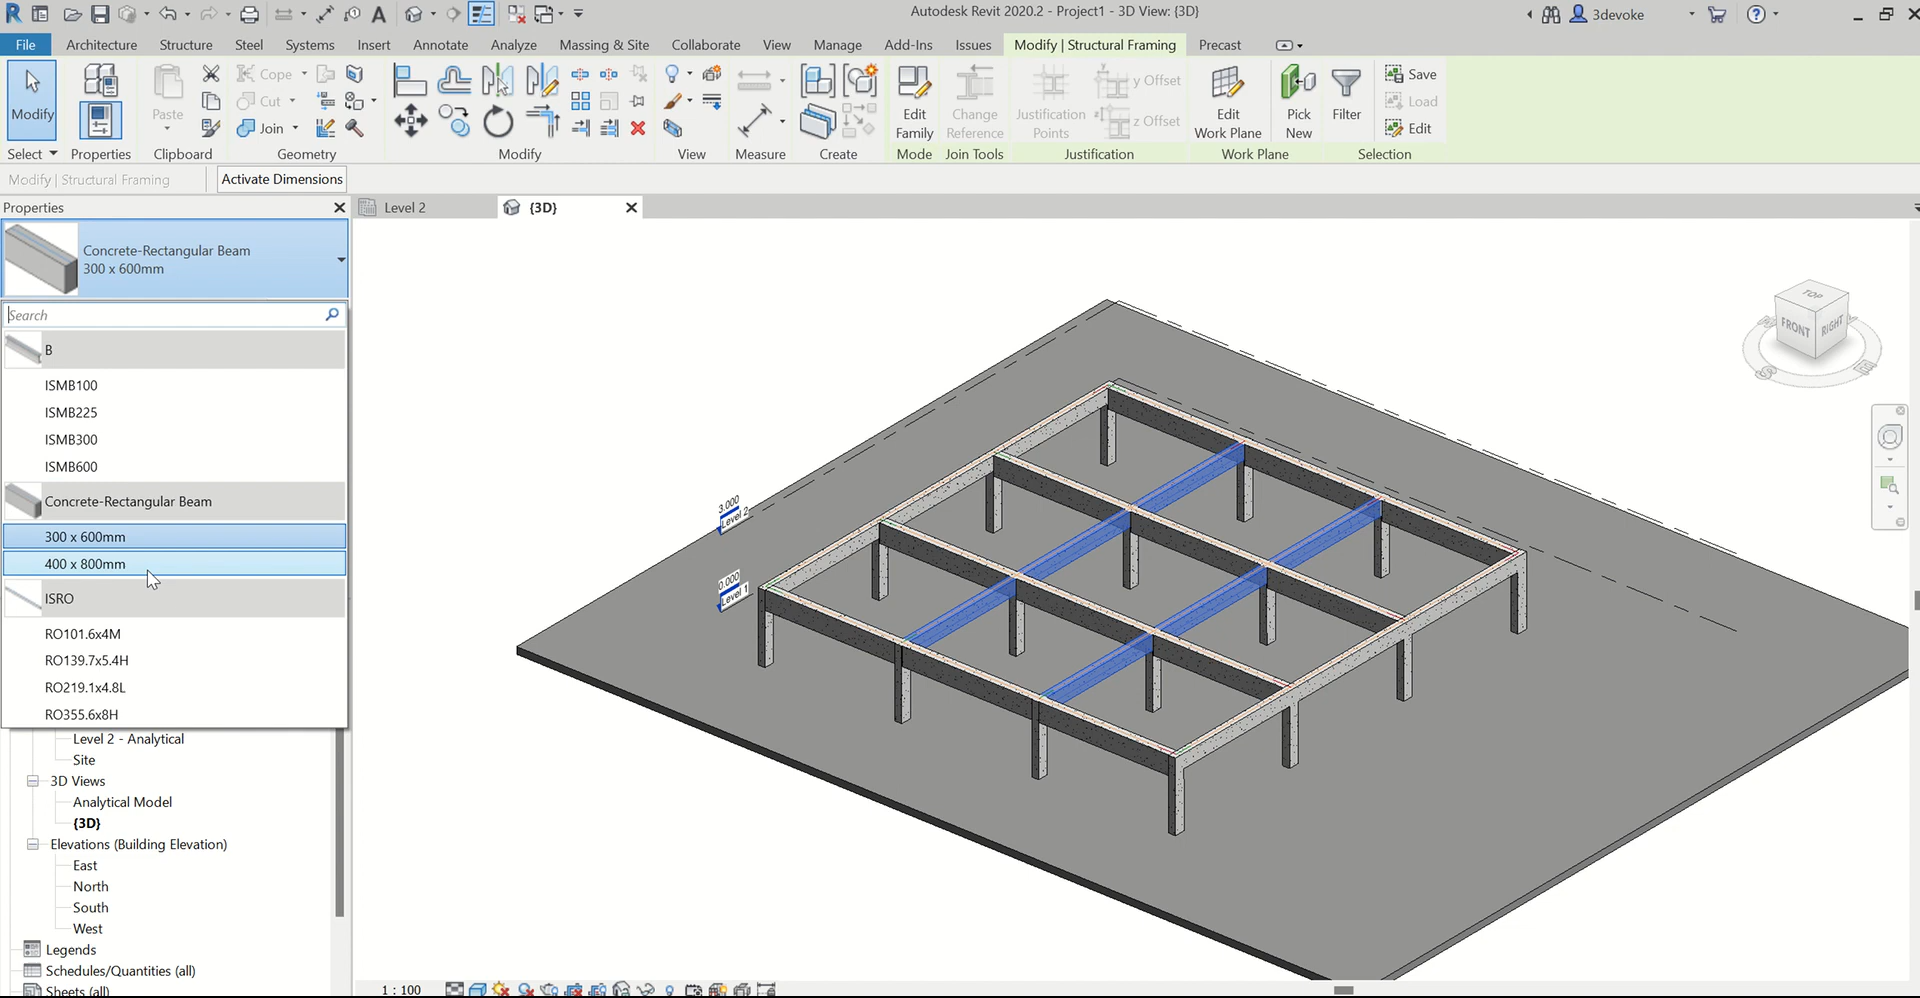 Autodesk Revit 2020.2 - Project1 - 3D View: {3D}
3devoke
File Architecture Structure Steel Systems Insert Annotate Analyze Massing & Site Collaborate View Manage Add-Ins Issues Modify | Structural Framing Precast
Modify
Paste
Cope
Cut
Join
Edit Family
Change Reference
Justification Points
y Offset
z Offset
Edit Work Plane
Pick New
Filter
Save
Load
Edit
Select Properties Clipboard Geometry Modify View Measure Create Mode Join Tools Justification Work Plane Selection
Modify | Structural Framing
Activate Dimensions
Properties
Level 2
{3D}
Concrete-Rectangular Beam
300 x 600mm
Search
B
ISMB100
ISMB225
ISMB300
ISMB600
Concrete-Rectangular Beam
300 x 600mm
400 x 800mm
ISRO
RO101.6x4M
RO139.7x5.4H
RO219.1x4.8L
RO355.6x8H
Level 2 - Analytical
Site
3D Views
Analytical Model
{3D}
Elevations (Building Elevation)
East
North
South
West
Legends
Schedules/Quantities (all)
Sheets (all)
3.000
Level 2
0.000
Level 1
TOP
FRONT
RIGHT
S
E
1 : 100